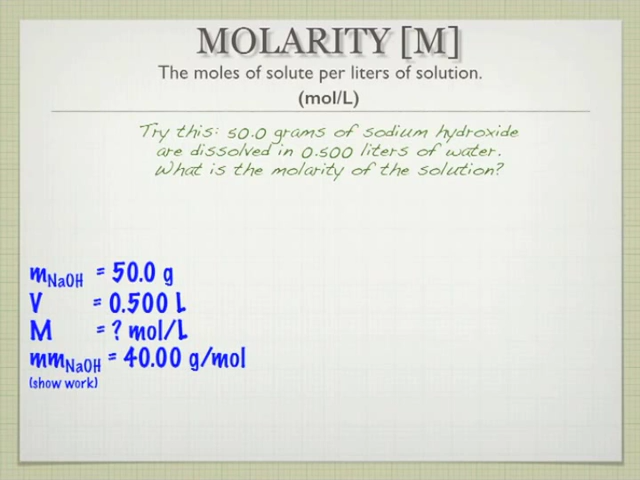 MOLARITY [M]
The moles of solute per liters of solution.
(mol/L)
Try this: 50.0 grams of sodium hydroxide
are dissolved in 0.500 liters of water.
What is the molarity of the solution?
mNaOH = 50.0 g
V = 0.500 L
M = ? mol/L
mmNaOH = 40.00 g/mol
(show work)